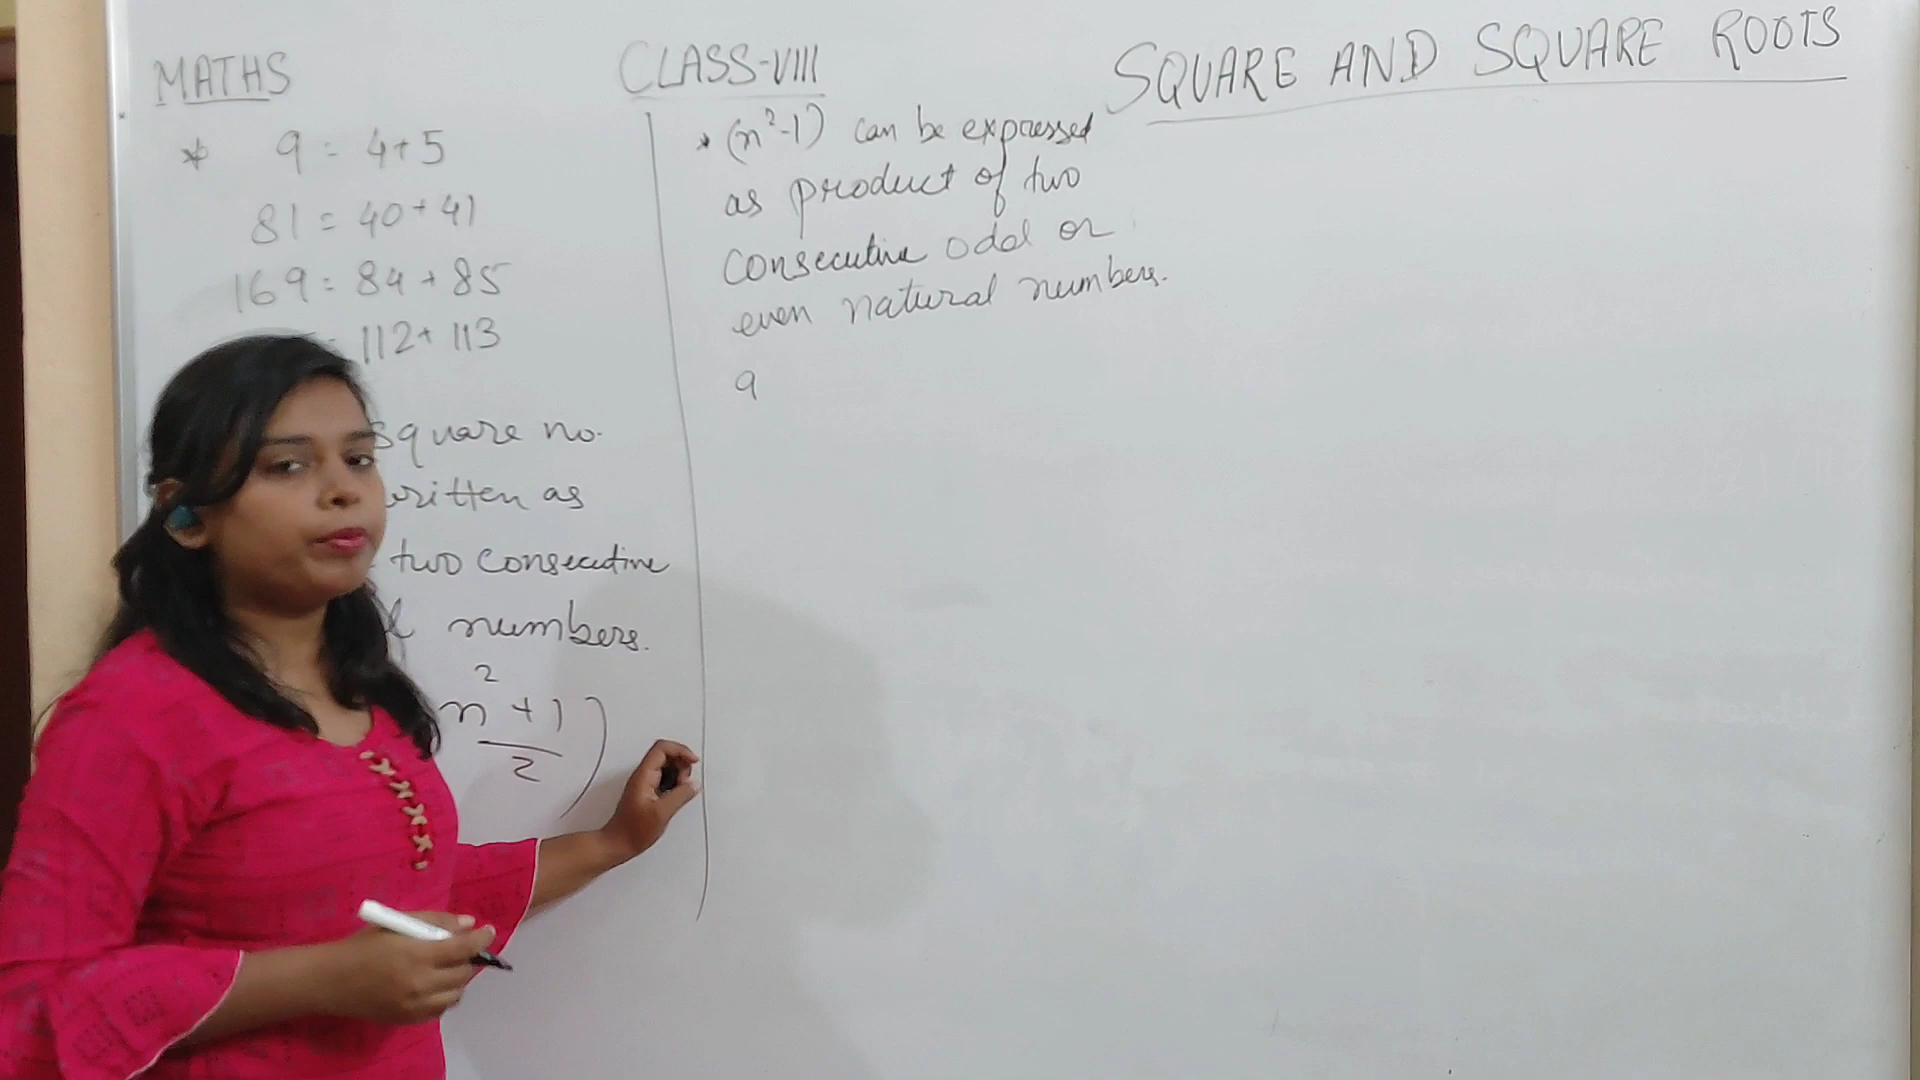 MATHS
CLASS-VIII
SQUARE AND SQUARE ROOTS
* 9 = 4+5
81 = 40+41
169 = 84+85
= 112+113
square no.
written as
two consecutive
numbers.
2
n² + 1)
2
* (n²-1) can be expressed
as product of two
consecutive odd or
even natural numbers.
9